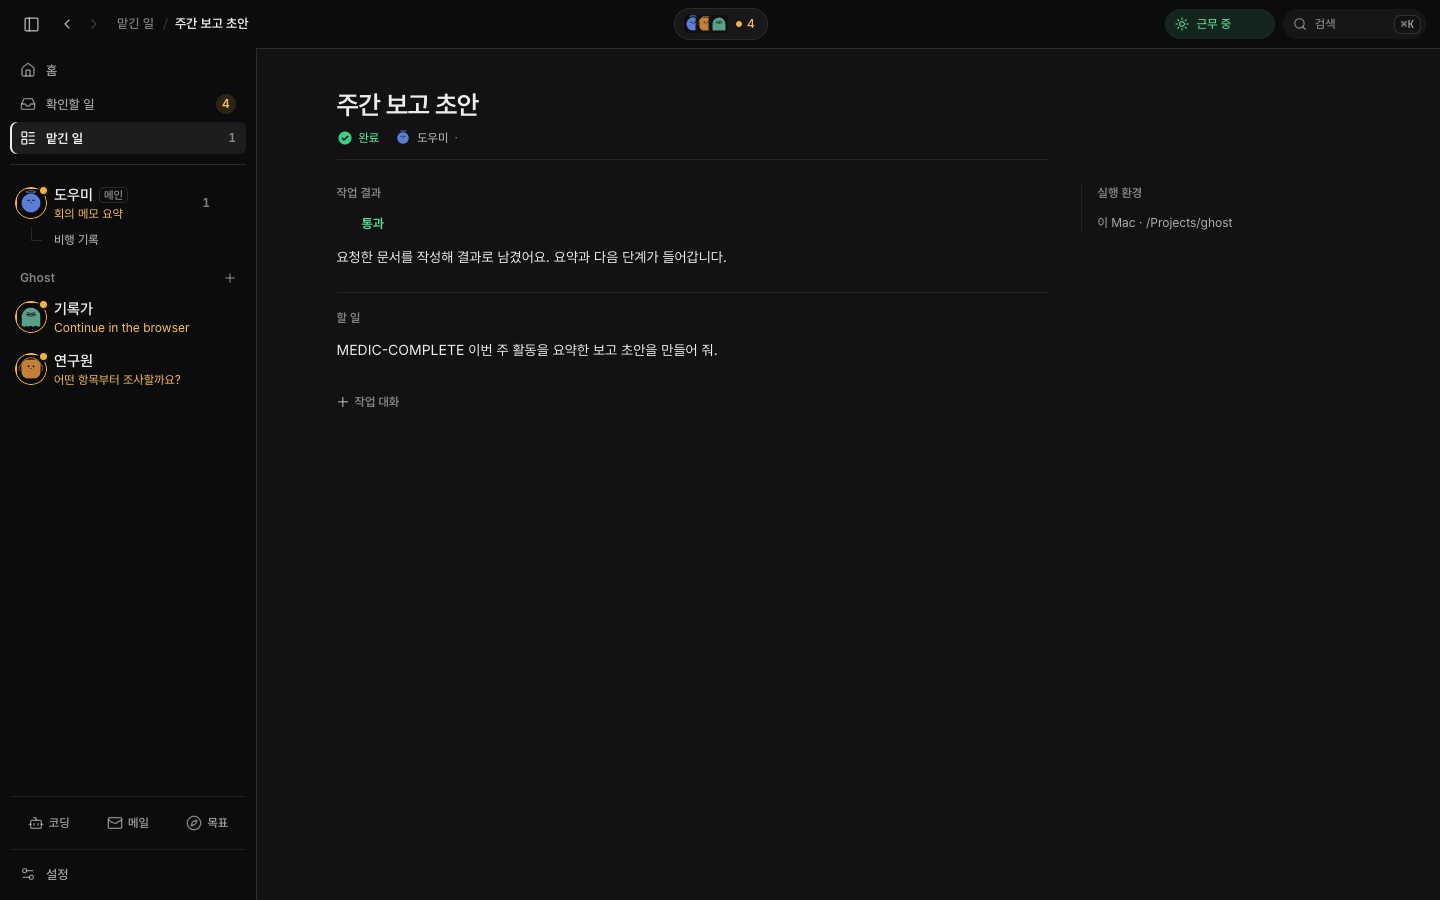 맡긴 일 / 주간 보고 초안
4
근무 중
검색
⌘K
홈
확인할 일
4
맡긴 일
1
도우미 메인
회의 메모 요약
1
비행 기록
Ghost
기록가
Continue in the browser
연구원
어떤 항목부터 조사할까요?
코딩
메일
목표
설정
주간 보고 초안
완료 도우미 ·
작업 결과
통과
요청한 문서를 작성해 결과로 남겼어요. 요약과 다음 단계가 들어갑니다.
할 일
MEDIC-COMPLETE 이번 주 활동을 요약한 보고 초안을 만들어 줘.
작업 대화
실행 환경
이 Mac · /Projects/ghost